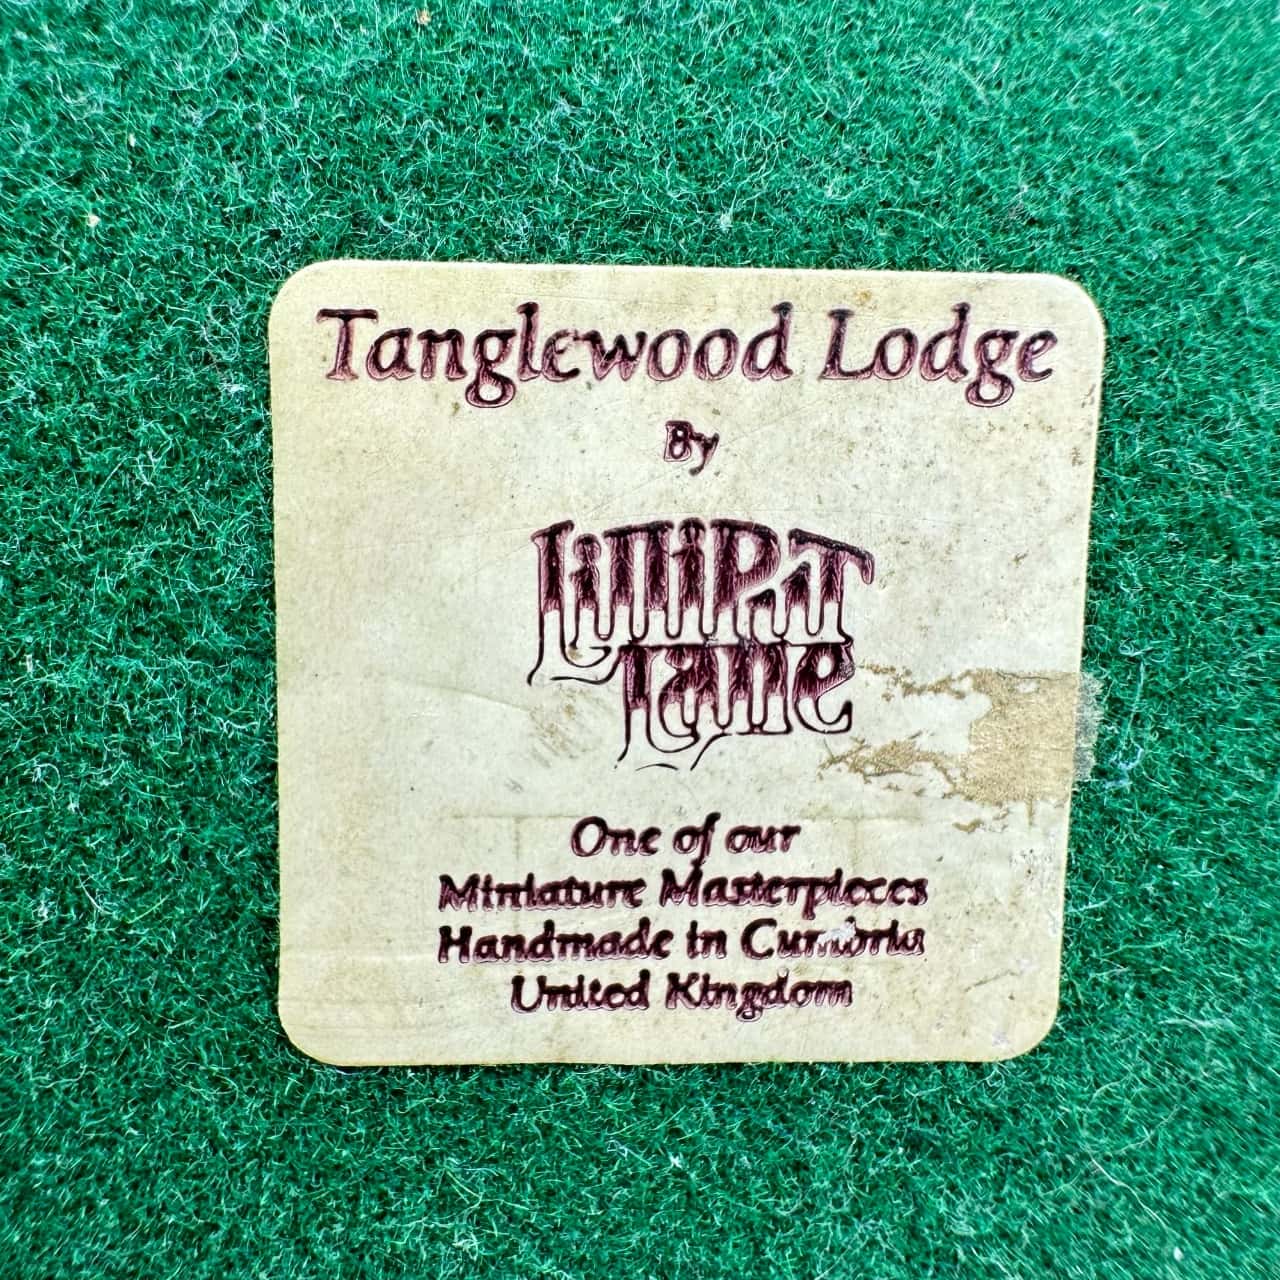 Tanglewood Lodge
By
Lilliput
Lane
One of our
Miniature Masterpieces
Handmade in Cumbria
United Kingdom